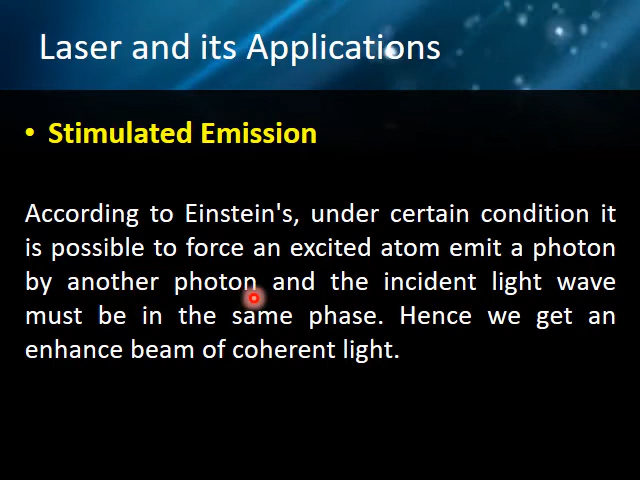 Laser and its Applications
• Stimulated Emission
According to Einstein's, under certain condition it
is possible to force an excited atom emit a photon
by another photon and the incident light wave
must be in the same phase. Hence we get an
enhance beam of coherent light.